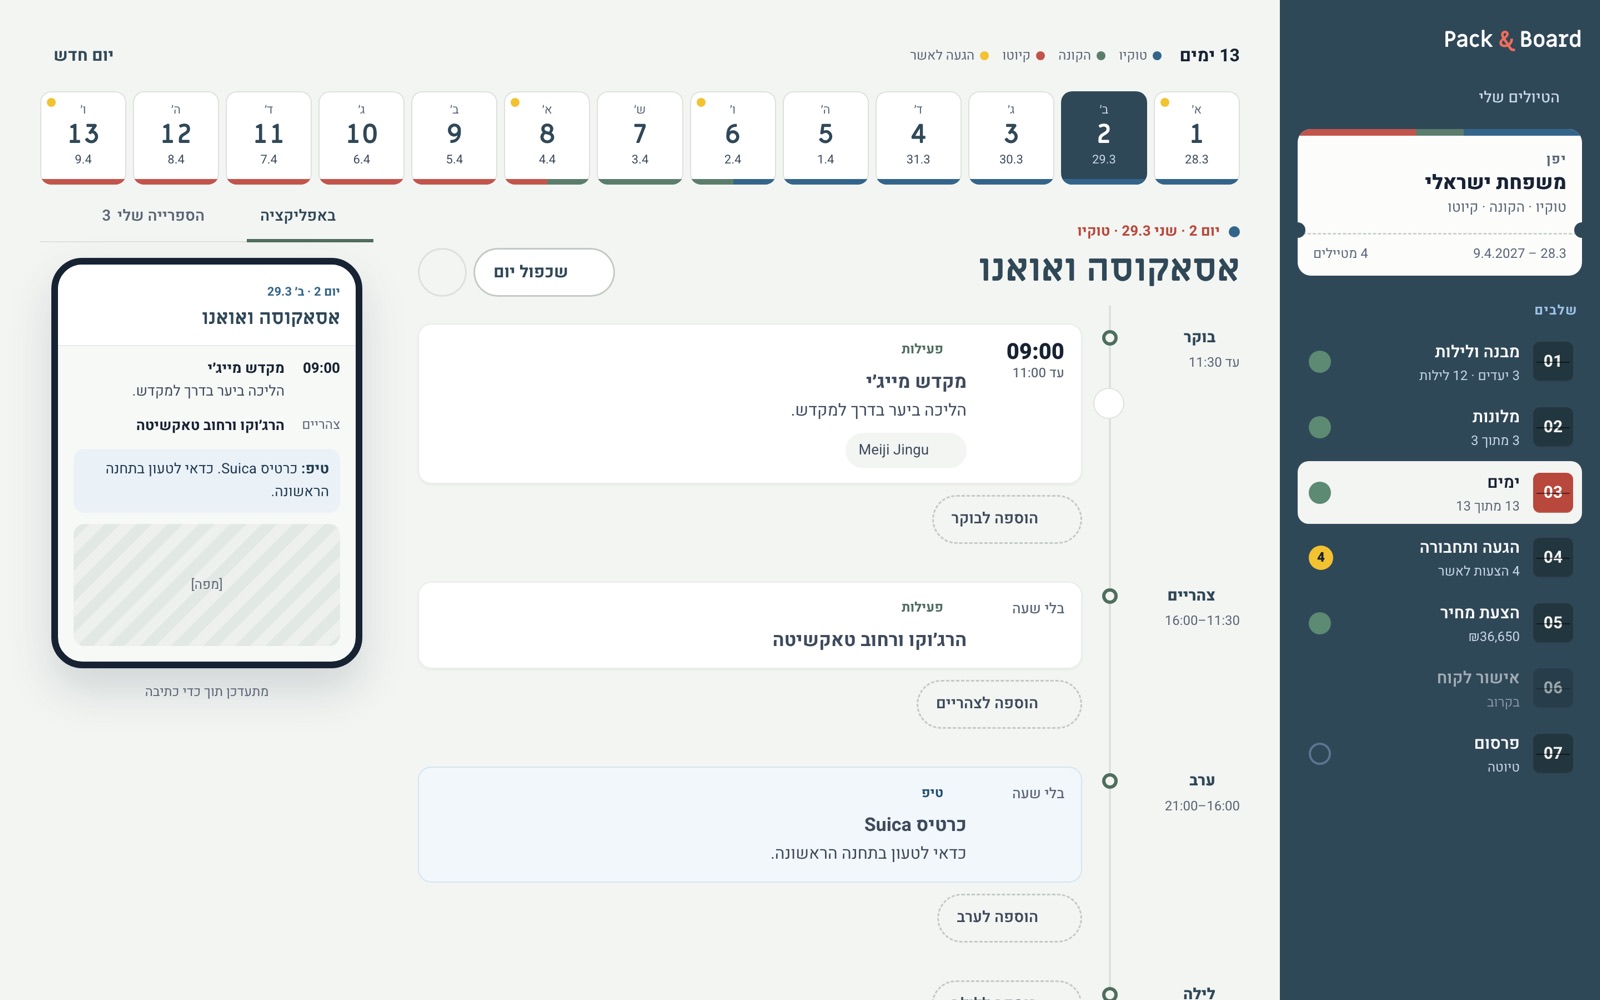 Pack & Board
הטיולים שלי
יפן
משפחת ישראלי
טוקיו · הקונה · קיוטו
28.3 – 9.4.2027
4 מטיילים
שלבים
01
מבנה ולילות
3 יעדים · 12 לילות
02
מלונות
3 מתוך 3
03
ימים
13 מתוך 13
04
הגעה ותחבורה
4 הצעות לאשר
4
05
הצעת מחיר
₪36,650
06
אישור לקוח
בקרוב
07
פרסום
טיוטה
13 ימים
טוקיו
הקונה
קיוטו
הגעה לאשר
יום חדש
א׳
1
28.3
ב׳
2
29.3
ג׳
3
30.3
ד׳
4
31.3
ה׳
5
1.4
ו׳
6
2.4
ש׳
7
3.4
א׳
8
4.4
ב׳
9
5.4
ג׳
10
6.4
ד׳
11
7.4
ה׳
12
8.4
ו׳
13
9.4
יום 2 · שני 29.3 · טוקיו
אסאקוסה ואואנו
שכפול יום
בוקר
עד 11:30
09:00
עד 11:00
פעילות
מקדש מייג׳י
הליכה ביער בדרך למקדש.
Meiji Jingu
הוספה לבוקר
צהריים
11:30–16:00
בלי שעה
פעילות
הרג׳וקו ורחוב טאקשיטה
הוספה לצהריים
ערב
16:00–21:00
בלי שעה
טיפ
כרטיס Suica
כדאי לטעון בתחנה הראשונה.
הוספה לערב
לילה
באפליקציה
הספרייה שלי 3
יום 2 · ב׳ 29.3
אסאקוסה ואואנו
09:00
מקדש מייג׳י
הליכה ביער בדרך למקדש.
צהריים
הרג׳וקו ורחוב טאקשיטה
טיפ: כרטיס Suica. כדאי לטעון בתחנה
הראשונה.
[מפה]
מתעדכן תוך כדי כתיבה